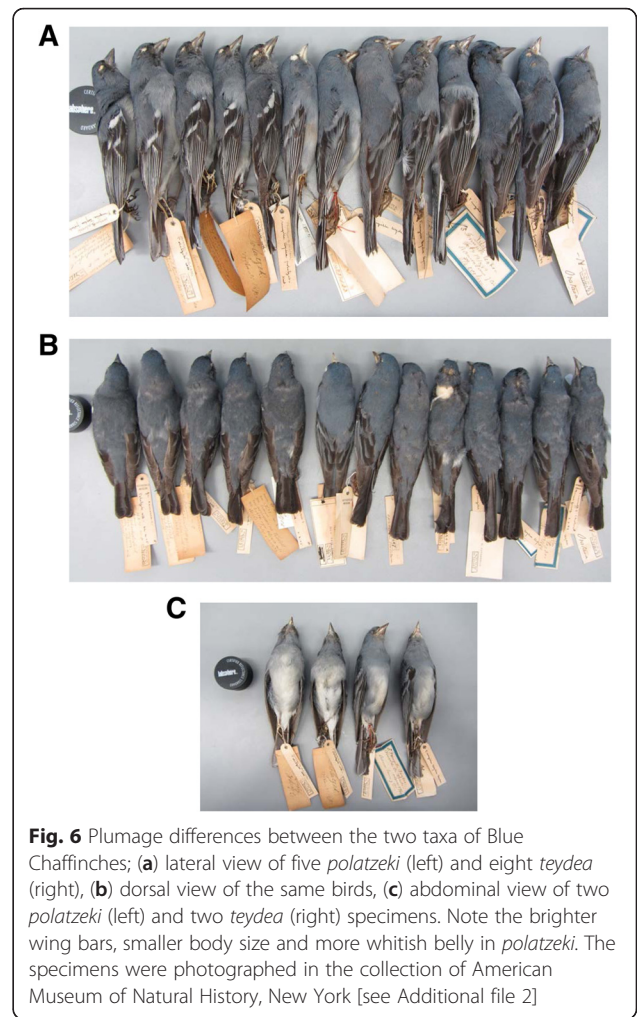 A
B
C
Fig. 6 Plumage differences between the two taxa of Blue
Chaffinches; (a) lateral view of five polatzeki (left) and eight teydea
(right), (b) dorsal view of the same birds, (c) abdominal view of two
polatzeki (left) and two teydea (right) specimens. Note the brighter
wing bars, smaller body size and more whitish belly in polatzeki. The
specimens were photographed in the collection of American
Museum of Natural History, New York [see Additional file 2]